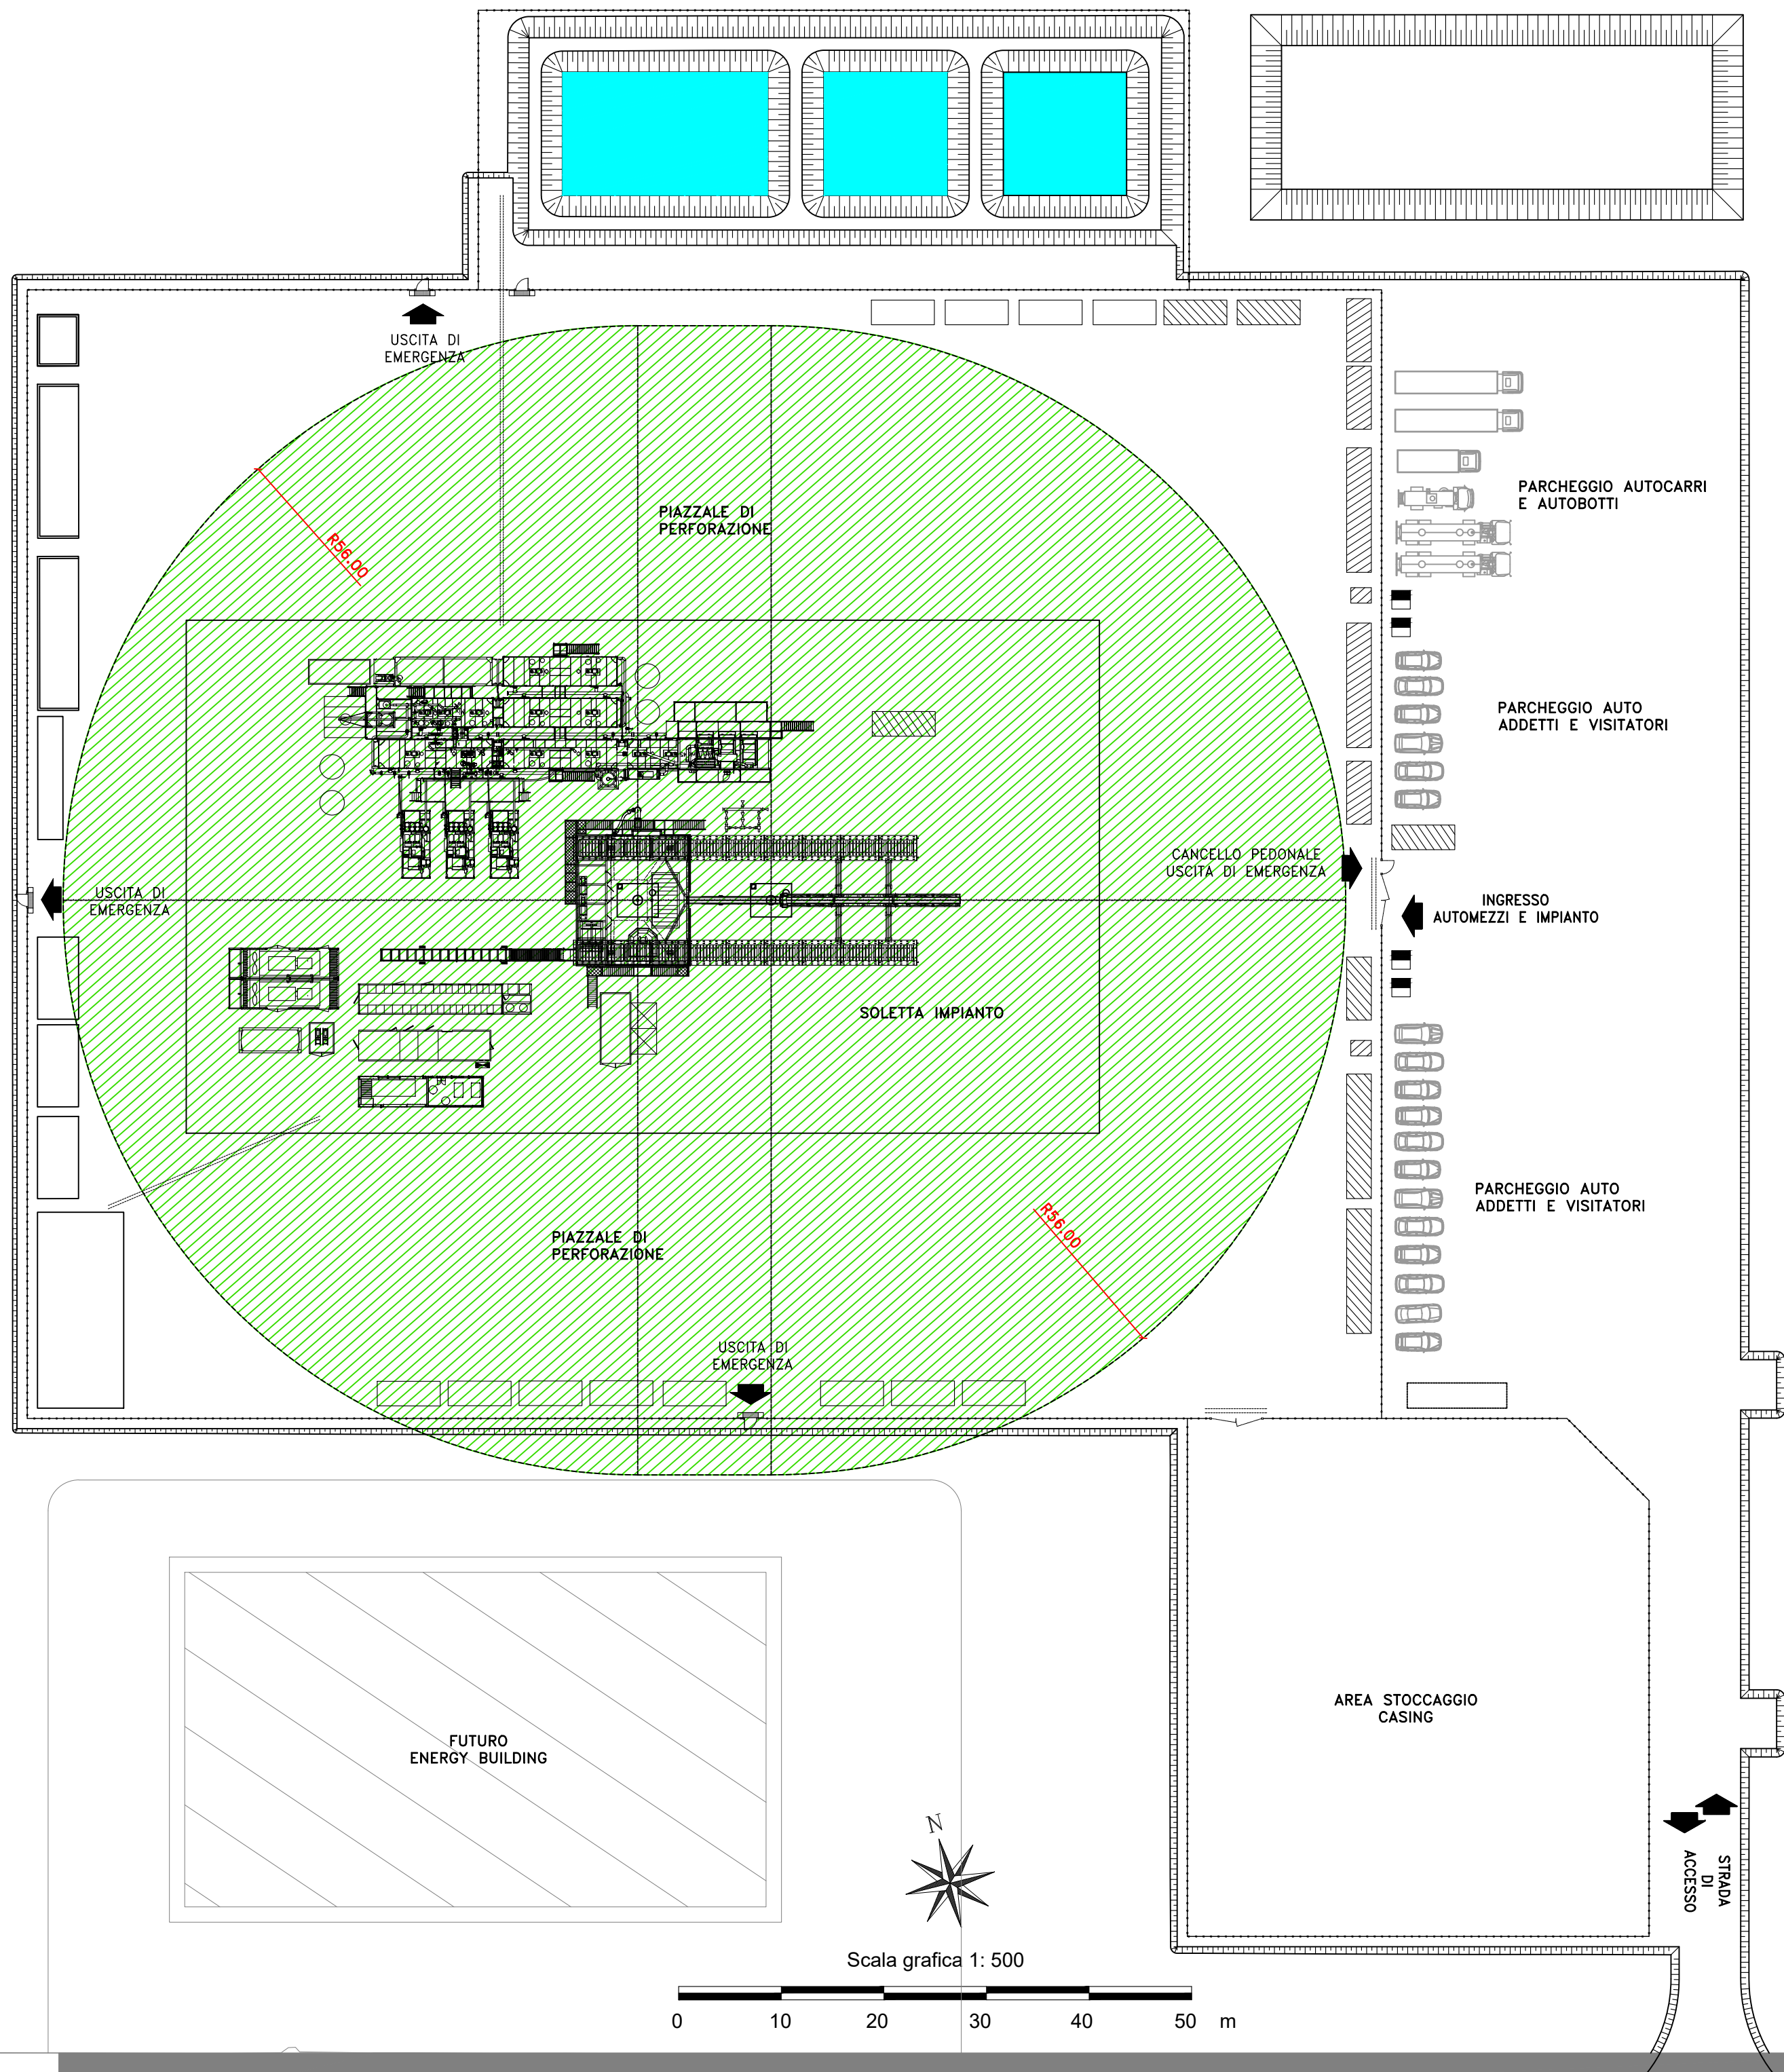 USCITA DI
EMERGENZA
R56.00
PIAZZALE DI
PERFORAZIONE
PARCHEGGIO AUTOCARRI
E AUTOBOTTI
PARCHEGGIO AUTO
ADDETTI E VISITATORI
CANCELLO PEDONALE
USCITA DI EMERGENZA
USCITA DI
EMERGENZA
INGRESSO
AUTOMEZZI E IMPIANTO
SOLETTA IMPIANTO
PARCHEGGIO AUTO
ADDETTI E VISITATORI
R56.00
PIAZZALE DI
PERFORAZIONE
USCITA DI
EMERGENZA
AREA STOCCAGGIO
CASING
FUTURO
ENERGY BUILDING
STRADA
DI
ACCESSO
N
Scala grafica 1: 500
0 10 20 30 40 50 m